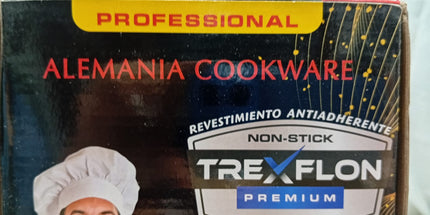 PROFESSIONAL
ALEMANIA COOKWARE
REVESTIMIENTO ANTIADHERENTE
NON-STICK
TREXFLON
PREMIUM